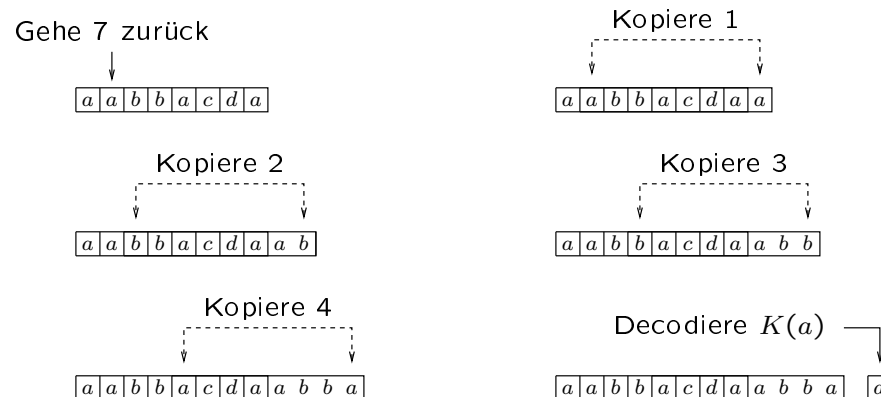 Gehe 7 zurück
a a b b a c d a
Kopiere 1
a a b b a c d a a
Kopiere 2
a a b b a c d a a b
Kopiere 3
a a b b a c d a a b b
Kopiere 4
a a b b a c d a a b b a
Decodiere K(a)
a a b b a c d a a b b a